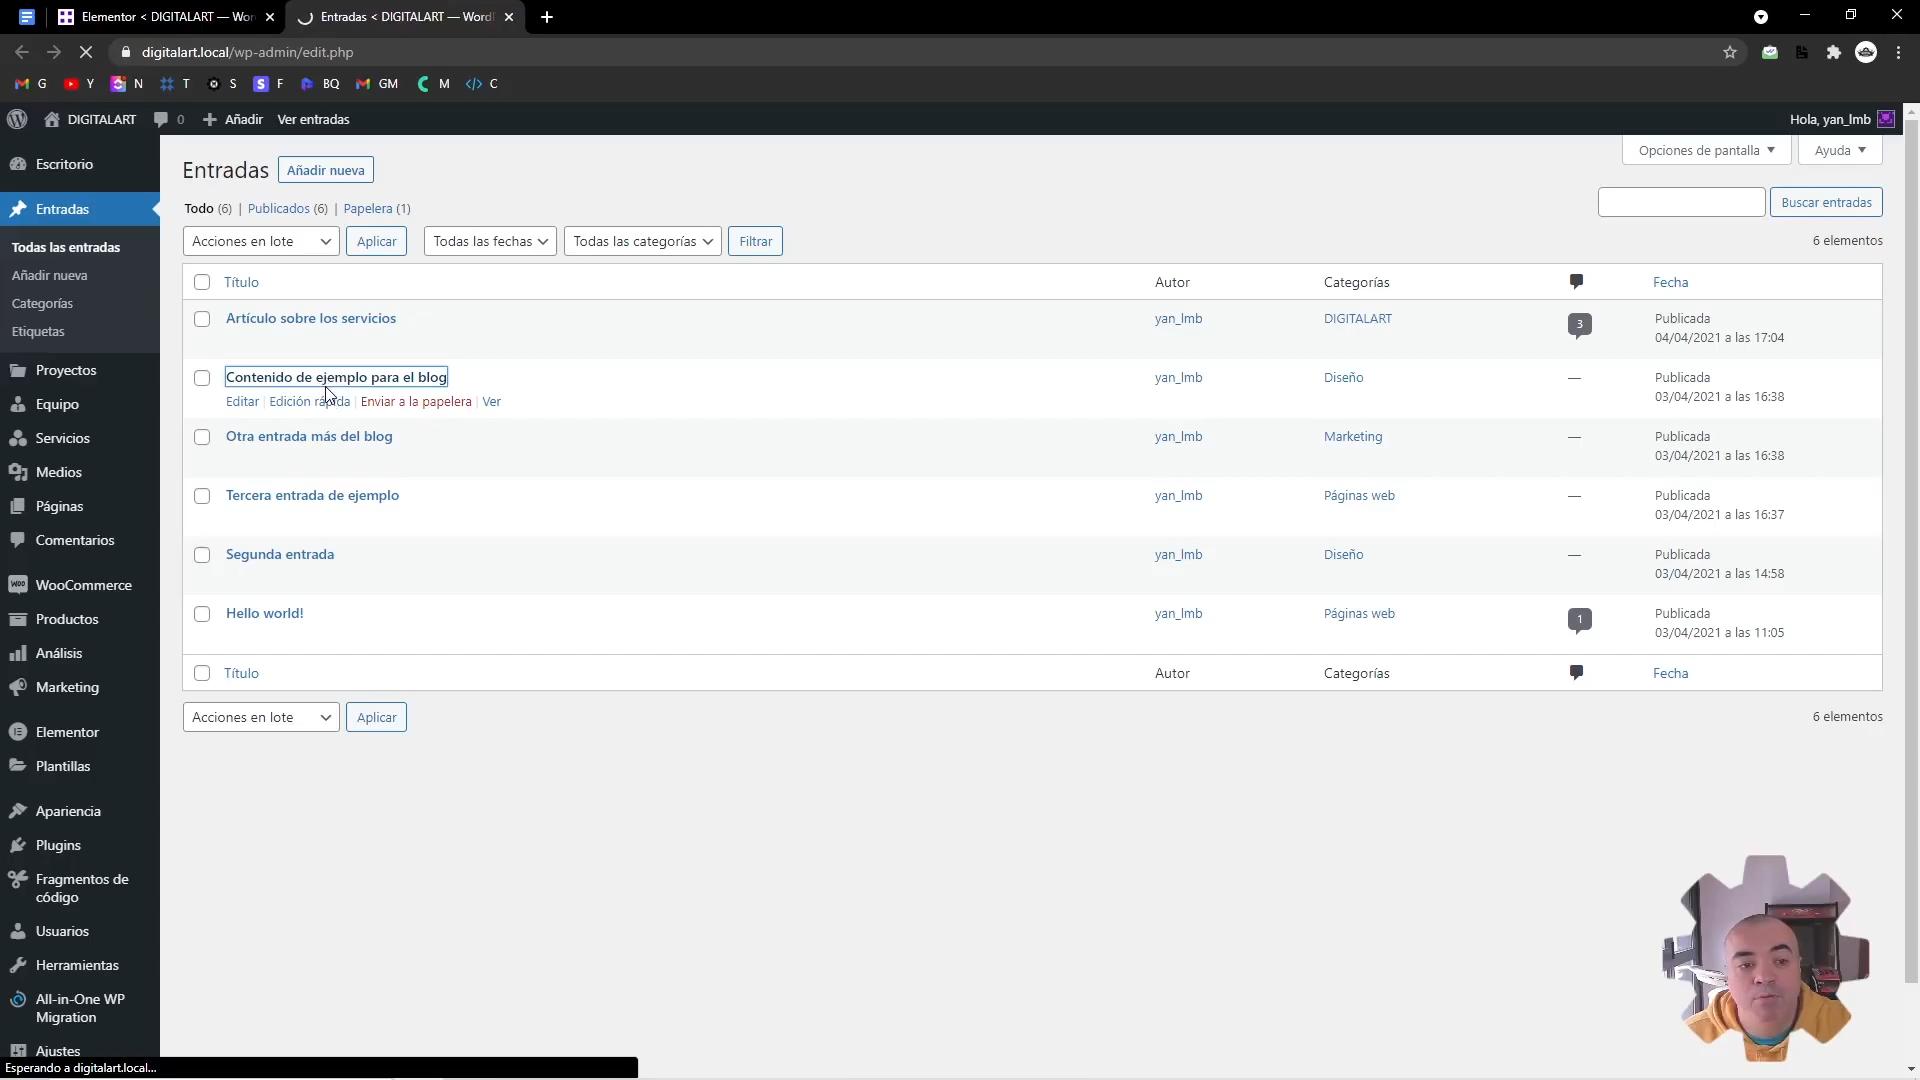 Elementor < DIGITALART — Wor
Entradas < DIGITALART — Word
digitalart.local/wp-admin/edit.php
G Y N T S F BQ GM M C
DIGITALART 0 Añadir Ver entradas
Hola, yan_lmb
Escritorio
Entradas
Todas las entradas
Añadir nueva
Categorías
Etiquetas
Proyectos
Equipo
Servicios
Medios
Páginas
Comentarios
WooCommerce
Productos
Análisis
Marketing
Elementor
Plantillas
Apariencia
Plugins
Fragmentos de
código
Usuarios
Herramientas
All-in-One WP
Migration
Ajustes
Opciones de pantalla Ayuda
Entradas Añadir nueva
Todo (6) | Publicados (6) | Papelera (1)
Buscar entradas
Acciones en lote Aplicar Todas las fechas Todas las categorías Filtrar
6 elementos
Título Autor Categorías Fecha
Artículo sobre los servicios yan_lmb DIGITALART 3 Publicada
04/04/2021 a las 17:04
Contenido de ejemplo para el blog yan_lmb Diseño — Publicada
03/04/2021 a las 16:38
Editar | Edición rápida | Enviar a la papelera | Ver
Otra entrada más del blog yan_lmb Marketing — Publicada
03/04/2021 a las 16:38
Tercera entrada de ejemplo yan_lmb Páginas web — Publicada
03/04/2021 a las 16:37
Segunda entrada yan_lmb Diseño — Publicada
03/04/2021 a las 14:58
Hello world! yan_lmb Páginas web 1 Publicada
03/04/2021 a las 11:05
Título Autor Categorías Fecha
Acciones en lote Aplicar
6 elementos
Esperando a digitalart.local...